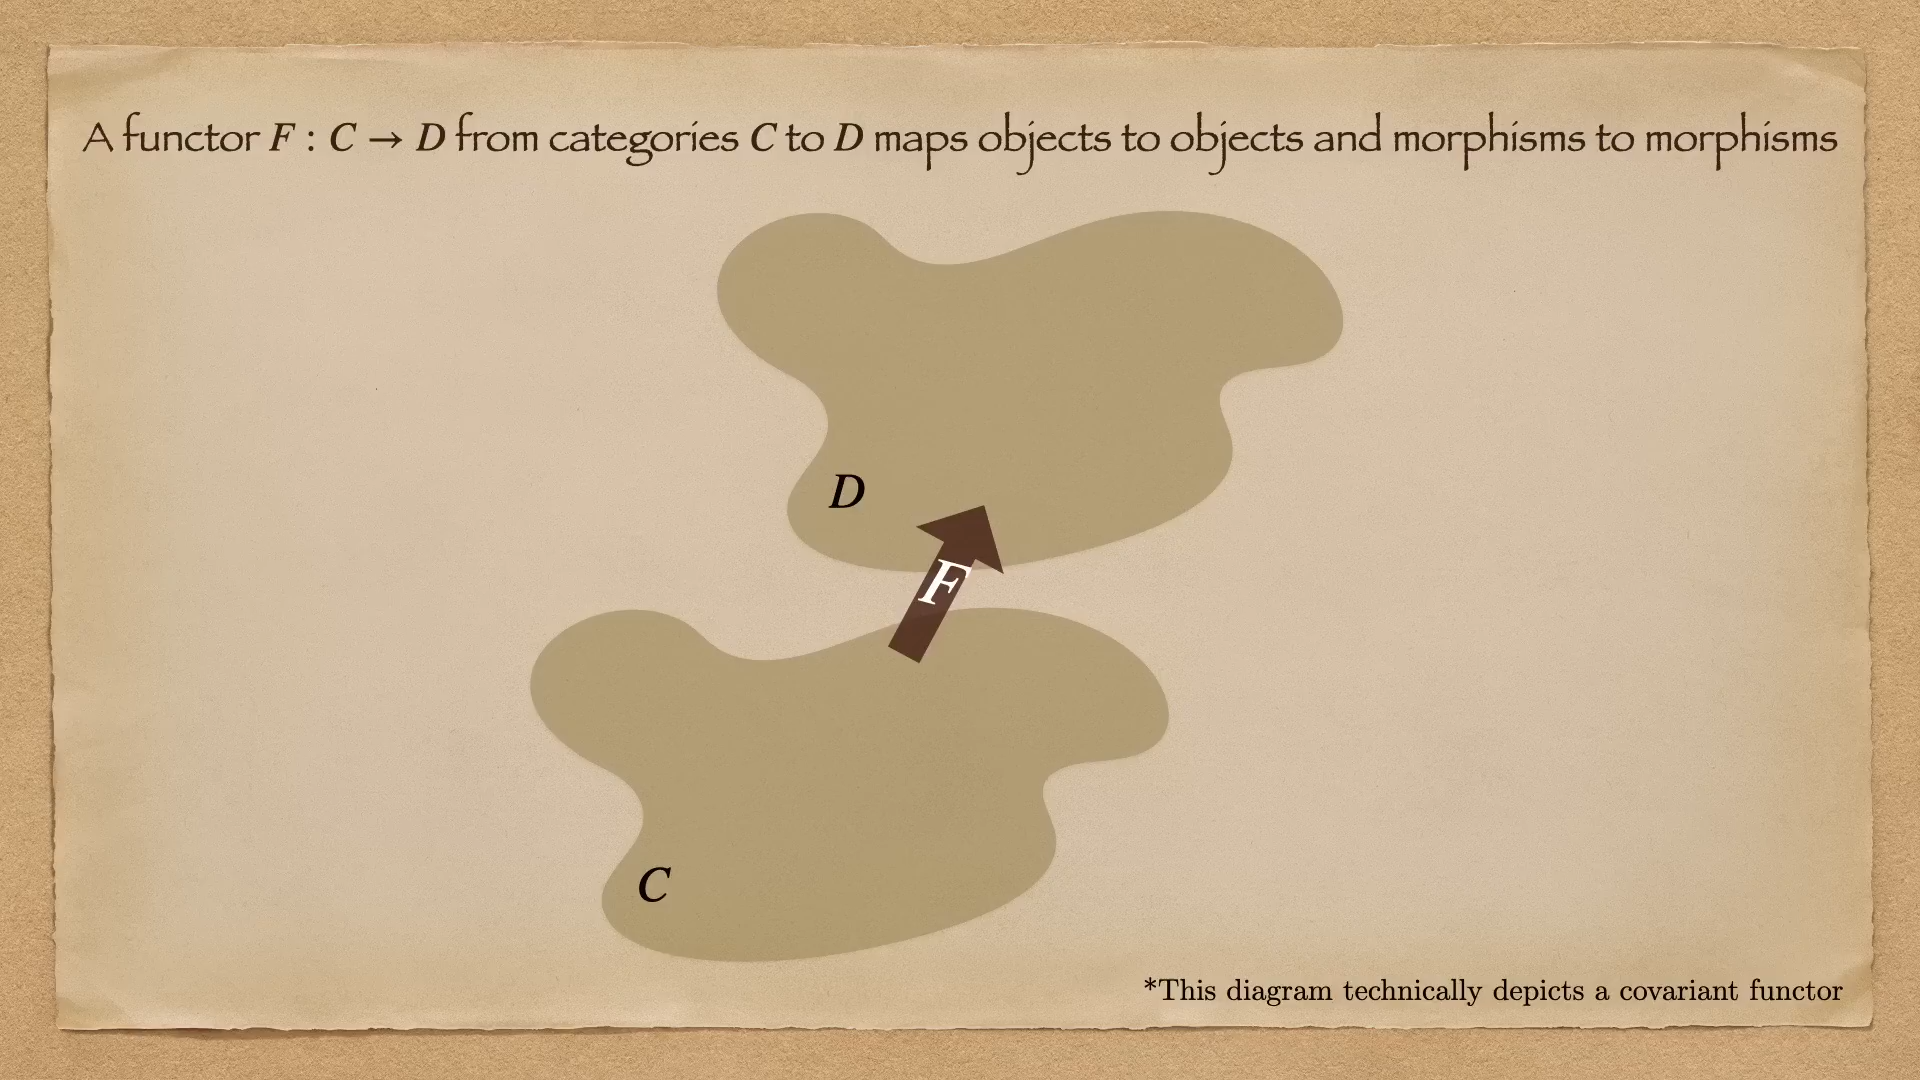 A functor F : C → D from categories C to D maps objects to objects and morphisms to morphisms
D
F
C
*This diagram technically depicts a covariant functor